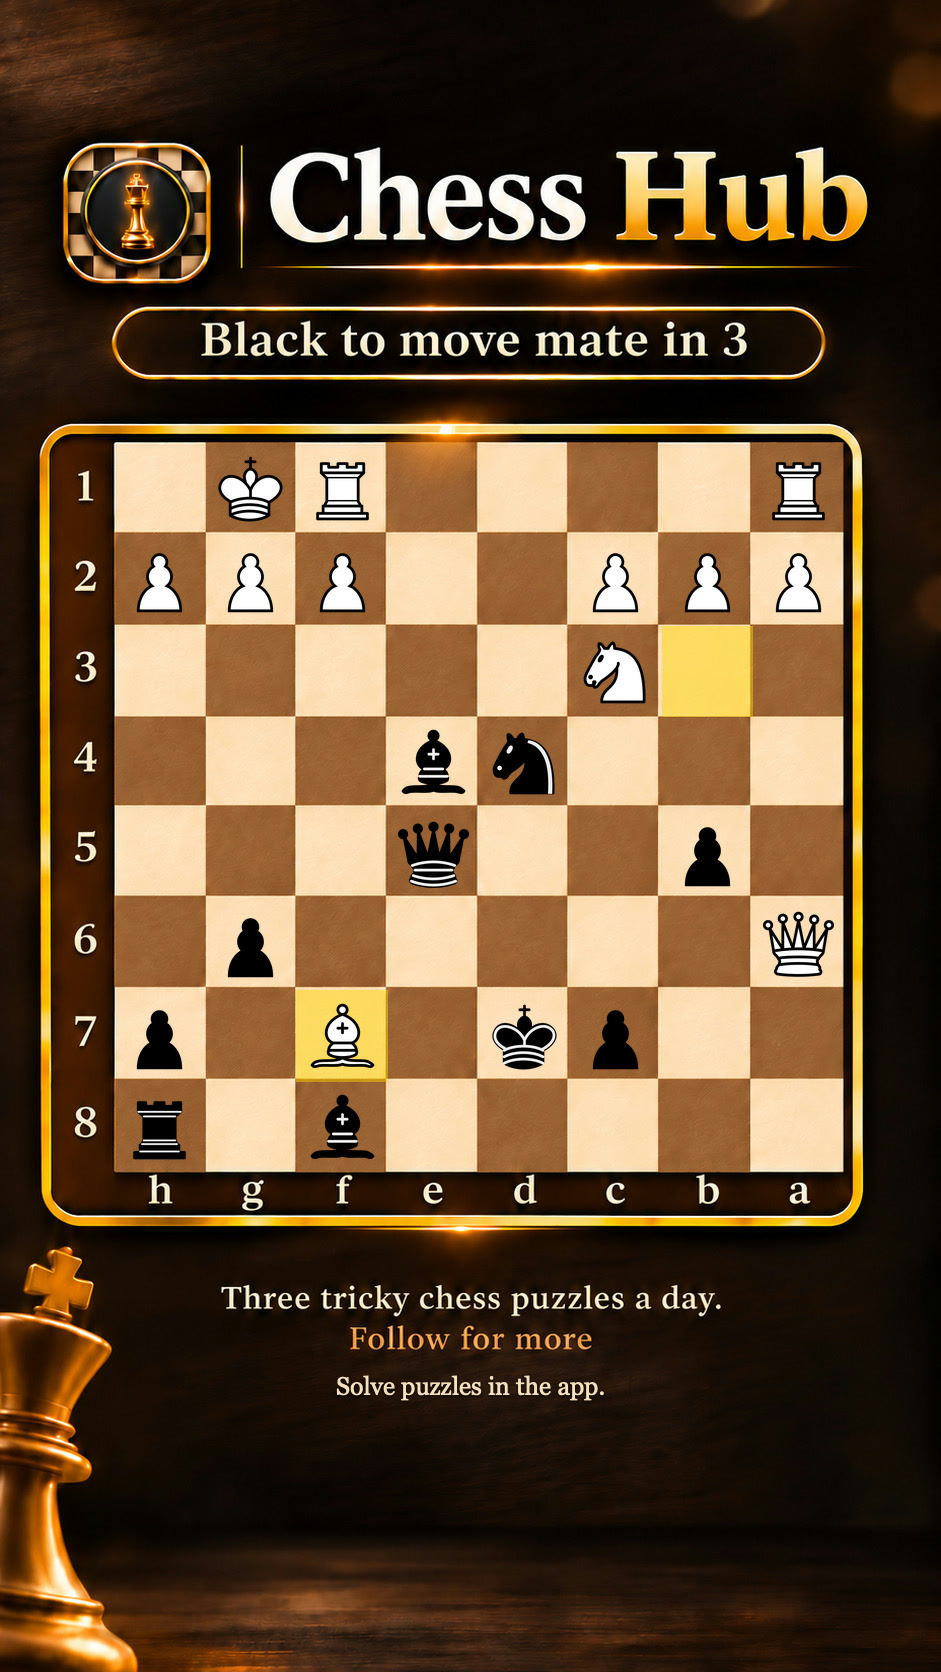 Chess Hub
Black to move mate in 3
1
2
3
4
5
6
7
8
h g f e d c b a
Three tricky chess puzzles a day.
Follow for more
Solve puzzles in the app.